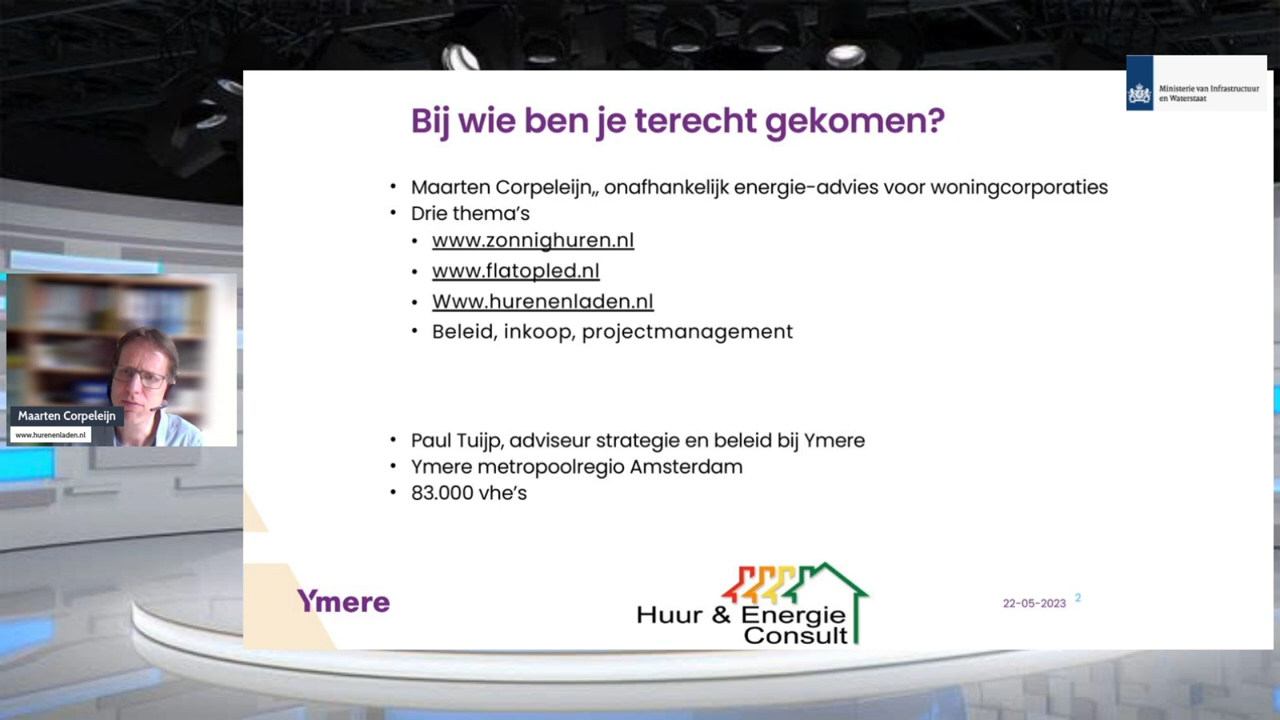 Ministerie van Infrastructuur
en Waterstaat
Bij wie ben je terecht gekomen?
• Maarten Corpeleijn,, onafhankelijk energie-advies voor woningcorporaties
• Drie thema's
• www.zonnighuren.nl
• www.flatopled.nl
• Www.hurenenladen.nl
• Beleid, inkoop, projectmanagement
Maarten Corpeleijn
www.hurenenladen.nl
• Paul Tuijp, adviseur strategie en beleid bij Ymere
• Ymere metropoolregio Amsterdam
• 83.000 vhe's
Ymere
Huur & Energie
Consult
22-05-2023 2